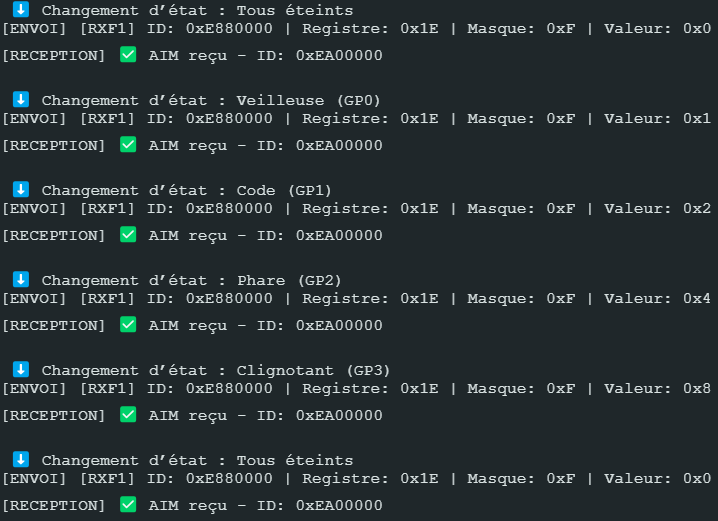 ⬇️ Changement d’état : Tous éteints
[ENVOI] [RXF1] ID: 0xE880000 | Registre: 0x1E | Masque: 0xF | Valeur: 0x0
[RECEPTION] ✅ AIM reçu – ID: 0xEA00000
⬇️ Changement d’état : Veilleuse (GP0)
[ENVOI] [RXF1] ID: 0xE880000 | Registre: 0x1E | Masque: 0xF | Valeur: 0x1
[RECEPTION] ✅ AIM reçu – ID: 0xEA00000
⬇️ Changement d’état : Code (GP1)
[ENVOI] [RXF1] ID: 0xE880000 | Registre: 0x1E | Masque: 0xF | Valeur: 0x2
[RECEPTION] ✅ AIM reçu – ID: 0xEA00000
⬇️ Changement d’état : Phare (GP2)
[ENVOI] [RXF1] ID: 0xE880000 | Registre: 0x1E | Masque: 0xF | Valeur: 0x4
[RECEPTION] ✅ AIM reçu – ID: 0xEA00000
⬇️ Changement d’état : Clignotant (GP3)
[ENVOI] [RXF1] ID: 0xE880000 | Registre: 0x1E | Masque: 0xF | Valeur: 0x8
[RECEPTION] ✅ AIM reçu – ID: 0xEA00000
⬇️ Changement d’état : Tous éteints
[ENVOI] [RXF1] ID: 0xE880000 | Registre: 0x1E | Masque: 0xF | Valeur: 0x0
[RECEPTION] ✅ AIM reçu – ID: 0xEA00000